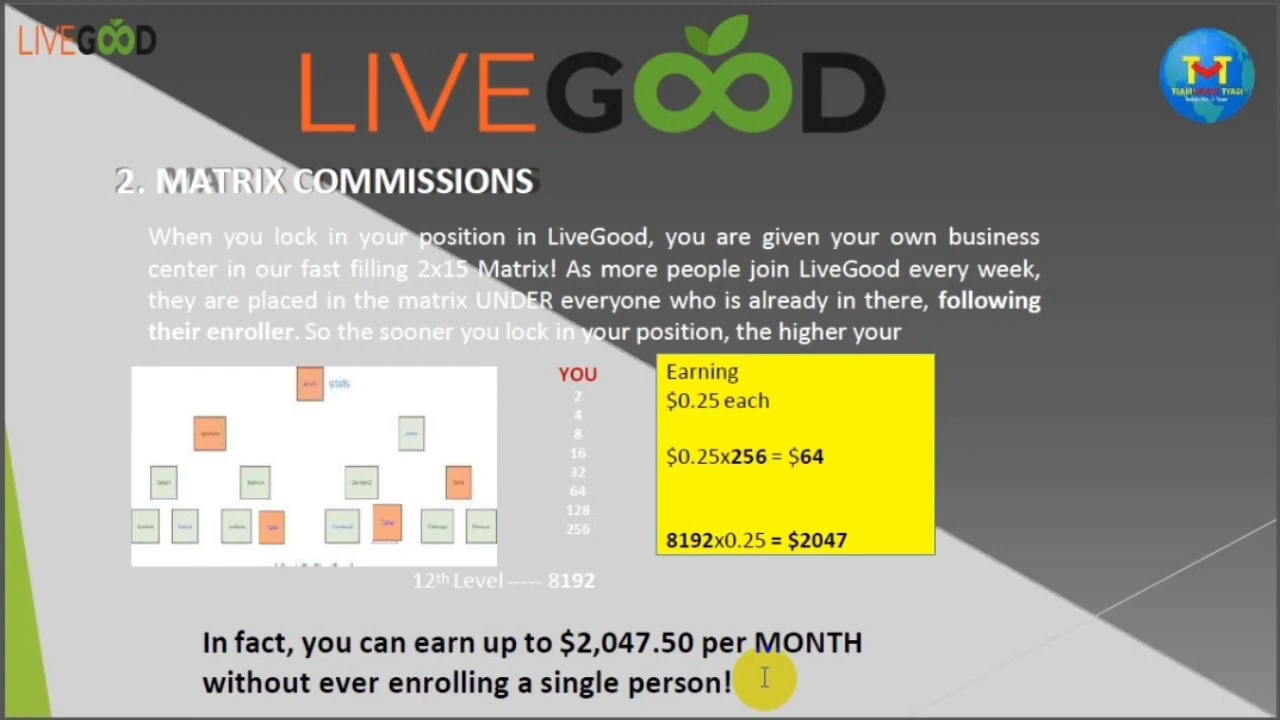 LIVEGOOD
LIVEGOOD
TEAM TYAGI
2. MATRIX COMMISSIONS
When you lock in your position in LiveGood, you are given your own business
center in our fast filling 2x15 Matrix! As more people join LiveGood every week,
they are placed in the matrix UNDER everyone who is already in there, following
their enroller. So the sooner you lock in your position, the higher your
YOU
2
4
8
16
32
64
128
256
Earning
$0.25 each
$0.25x256 = $64
8192x0.25 = $2047
12th Level ----- 8192
In fact, you can earn up to $2,047.50 per MONTH
without ever enrolling a single person!